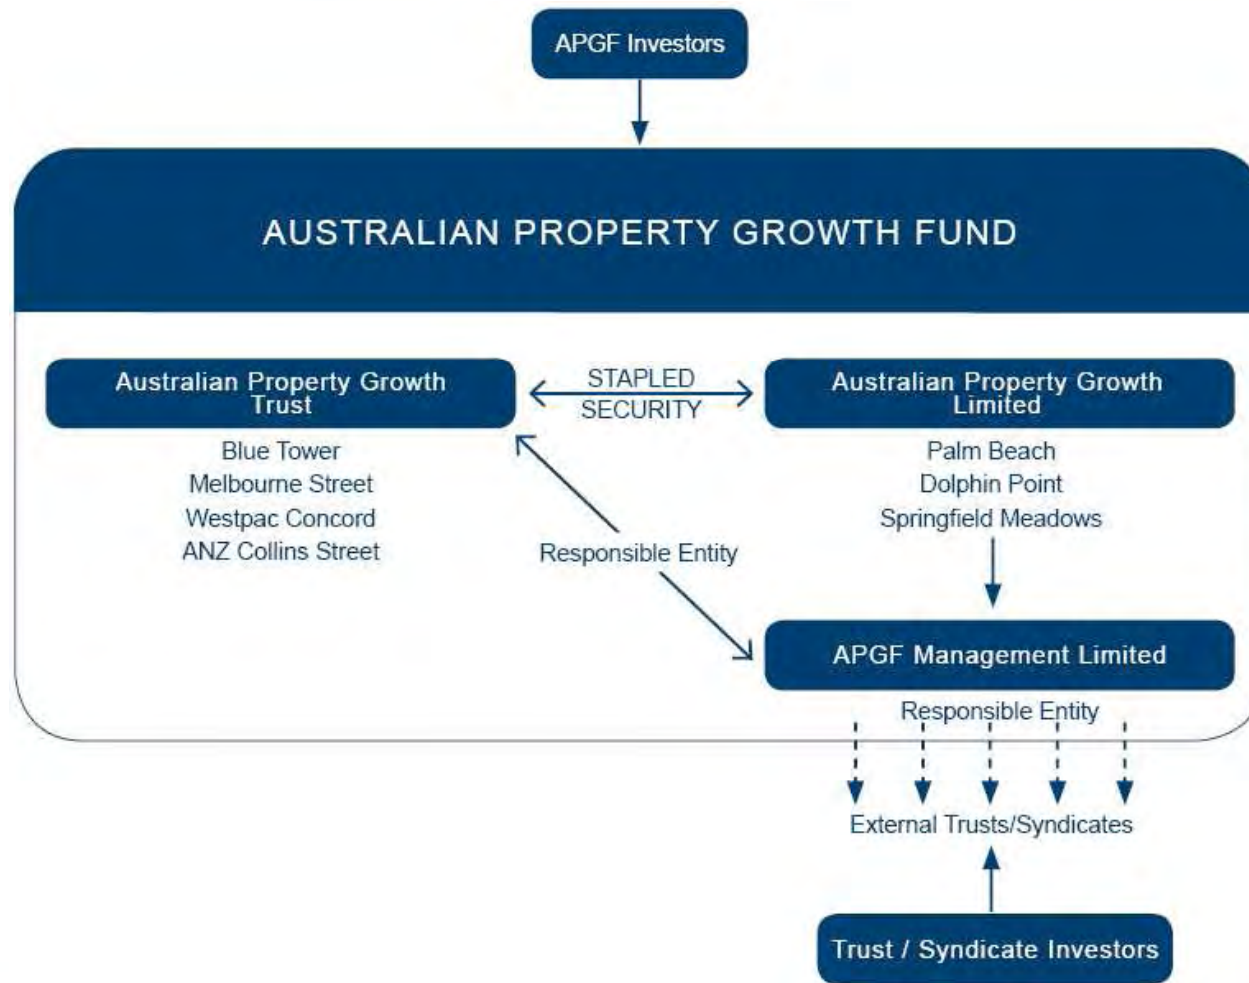 APGF Investors
AUSTRALIAN PROPERTY GROWTH FUND
Australian Property Growth
Trust
STAPLED
SECURITY
Australian Property Growth
Limited
Blue Tower
Melbourne Street
Westpac Concord
ANZ Collins Street
Palm Beach
Dolphin Point
Springfield Meadows
Responsible Entity
APGF Management Limited
Responsible Entity
External Trusts/Syndicates
Trust / Syndicate Investors